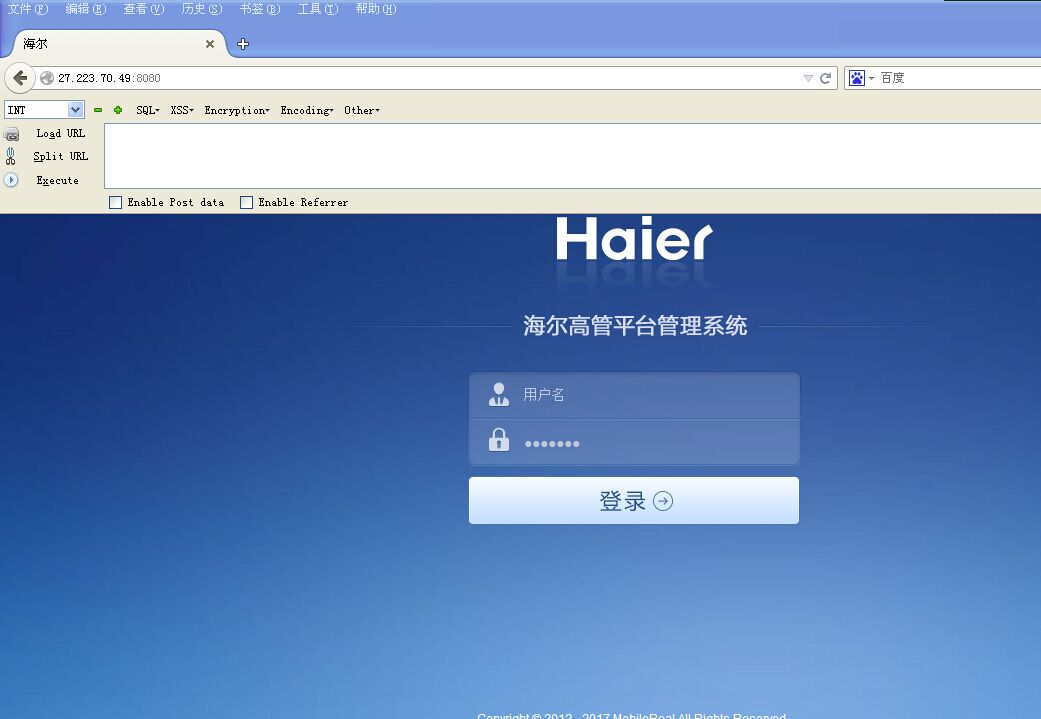 文件(F) 编辑(E) 查看(V) 历史(S) 书签(B) 工具(T) 帮助(H)
海尔
27.223.70.49:8080
百度
INT SQL XSS Encryption Encoding Other
Load URL
Split URL
Execute
Enable Post data Enable Referrer
Haier
海尔高管平台管理系统
用户名
•••••••
登录
Copyright © 2012 - 2017 MobileReal All Rights Reserved